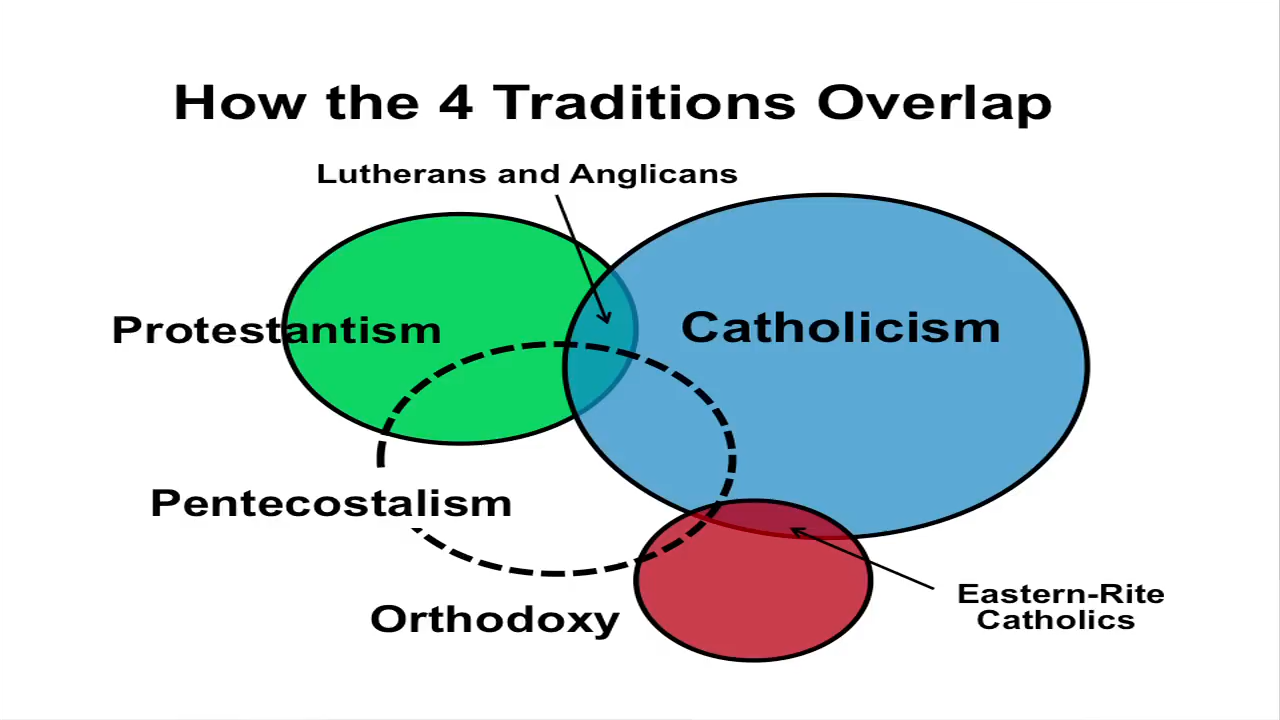 How the 4 Traditions Overlap
Lutherans and Anglicans
Protestantism
Catholicism
Pentecostalism
Orthodoxy
Eastern-Rite
Catholics